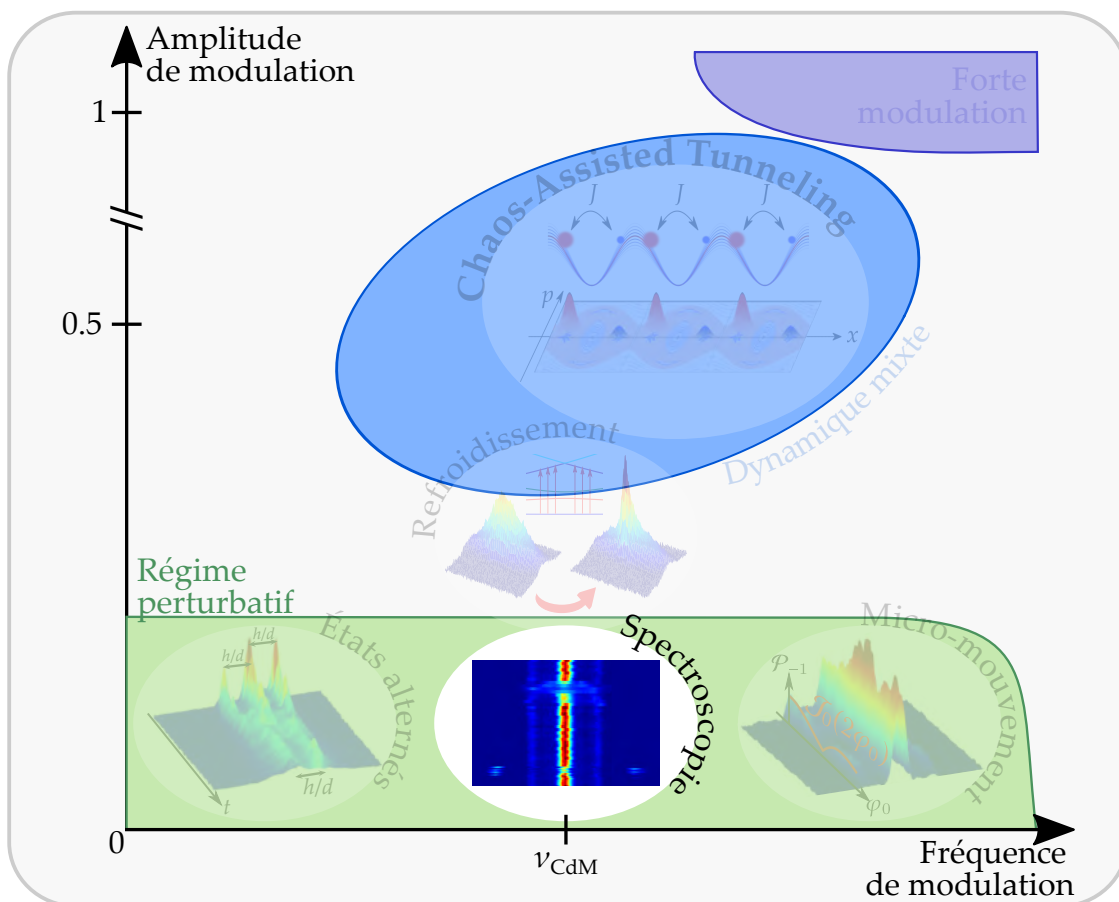 Amplitude
de modulation
1
0.5
0
Forte
modulation
Chaos-Assisted Tunneling
J
J
J
p
x
Dynamique mixte
Refroidissement
Régime
perturbatif
États alternés
h/d
h/d
h/d
t
Spectroscopie
Micro-mouvement
𝒫₋₁
φ₀
ν_CdM
Fréquence
de modulation